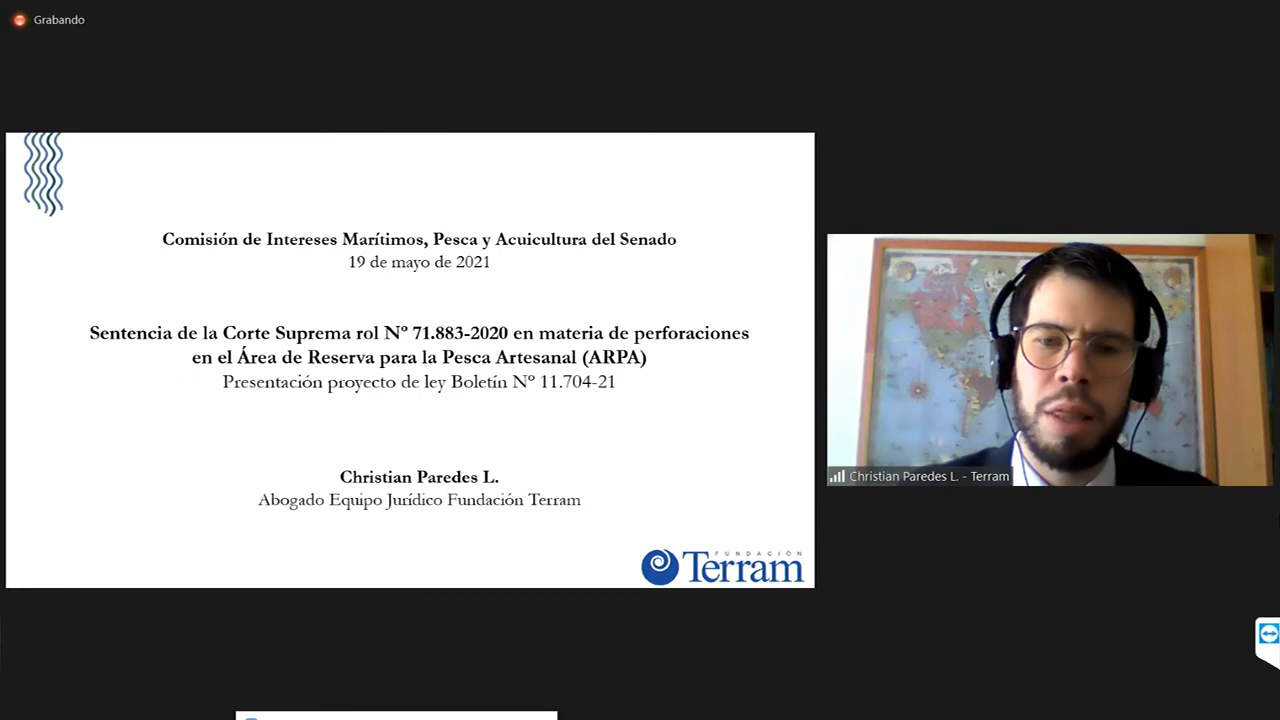 Grabando
Comisión de Intereses Marítimos, Pesca y Acuicultura del Senado
19 de mayo de 2021
Sentencia de la Corte Suprema rol Nº 71.883-2020 en materia de perforaciones
en el Área de Reserva para la Pesca Artesanal (ARPA)
Presentación proyecto de ley Boletín Nº 11.704-21
Christian Paredes L.
Abogado Equipo Jurídico Fundación Terram
FUNDACIÓN
Terram
Christian Paredes L. - Terram